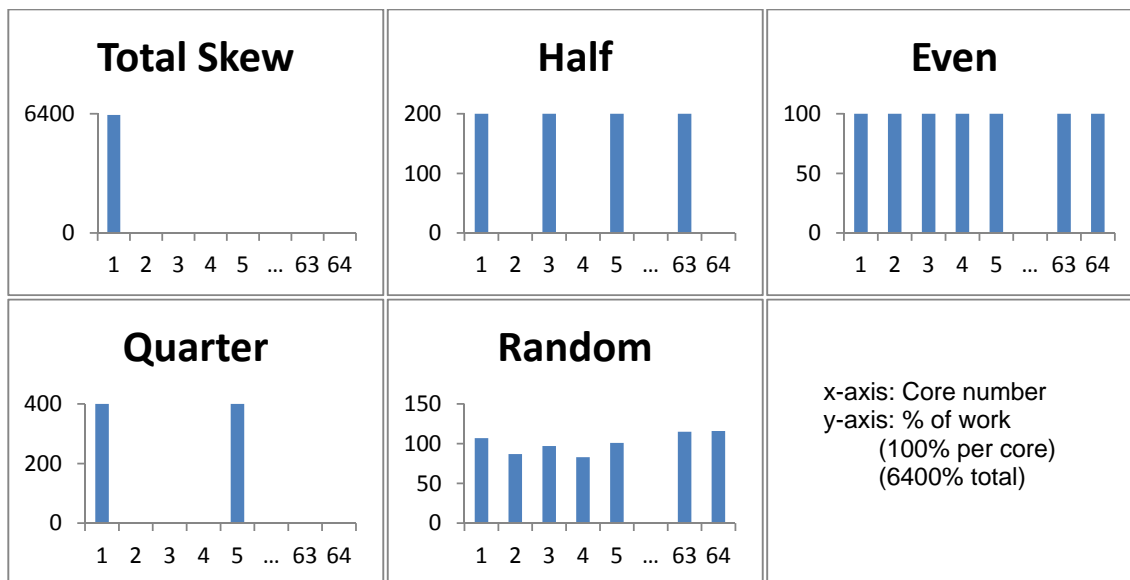 Total Skew
6400
0
1 2 3 4 5 ... 63 64
Half
200
100
0
1 2 3 4 5 ... 63 64
Even
100
50
0
1 2 3 4 5 ... 63 64
Quarter
400
200
0
1 2 3 4 5 ... 63 64
Random
150
100
50
0
1 2 3 4 5 ... 63 64
x-axis: Core number
y-axis: % of work
(100% per core)
(6400% total)